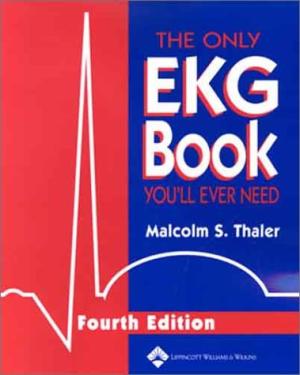 THE ONLY
EKG
Book
YOU'LL EVER NEED
Malcolm S. Thaler
Fourth Edition
LIPPINCOTT WILLIAMS & WILKINS